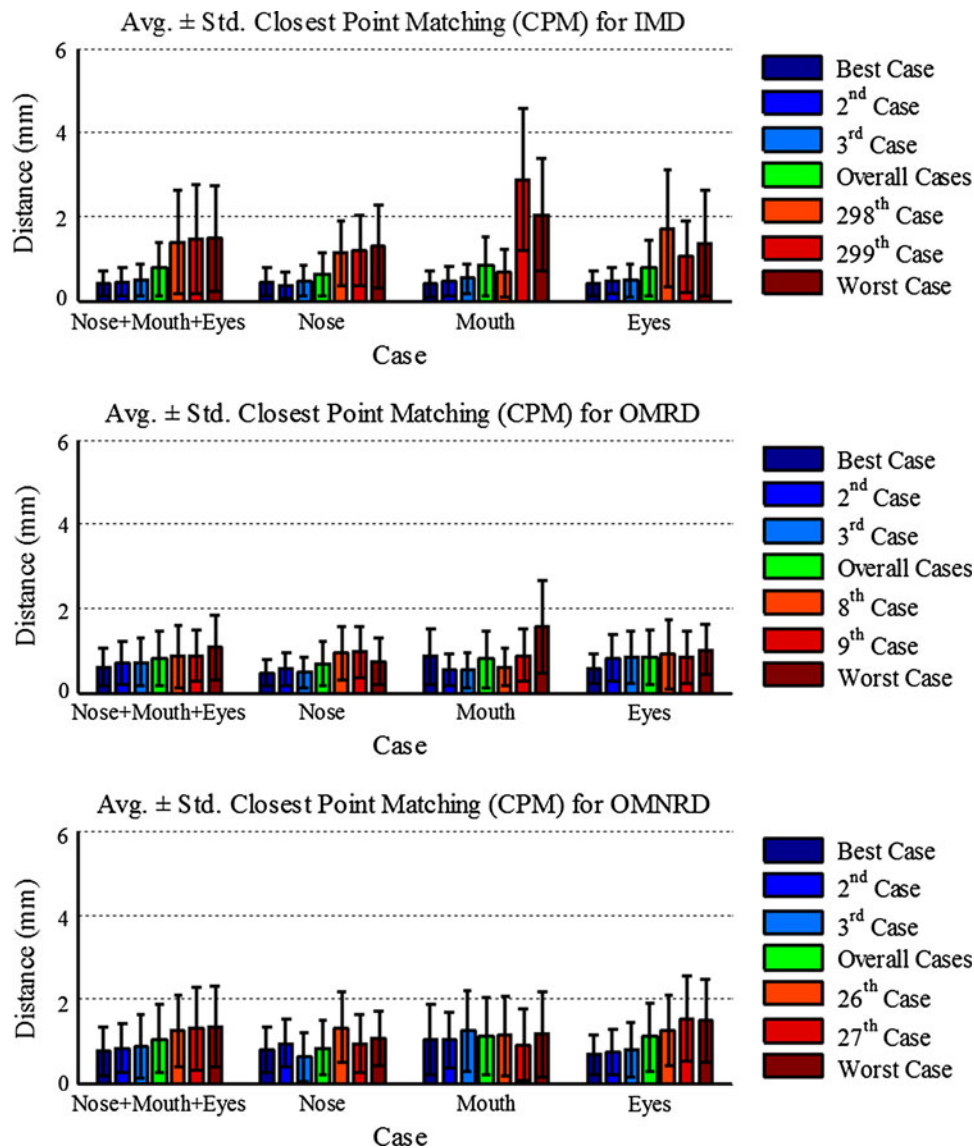 Avg. ± Std. Closest Point Matching (CPM) for IMD
6
4
2
0
Distance (mm)
Nose+Mouth+Eyes Nose Mouth Eyes
Case
Best Case
2nd Case
3rd Case
Overall Cases
298th Case
299th Case
Worst Case
Avg. ± Std. Closest Point Matching (CPM) for OMRD
6
4
2
0
Distance (mm)
Nose+Mouth+Eyes Nose Mouth Eyes
Case
Best Case
2nd Case
3rd Case
Overall Cases
8th Case
9th Case
Worst Case
Avg. ± Std. Closest Point Matching (CPM) for OMNRD
6
4
2
0
Distance (mm)
Nose+Mouth+Eyes Nose Mouth Eyes
Case
Best Case
2nd Case
3rd Case
Overall Cases
26th Case
27th Case
Worst Case